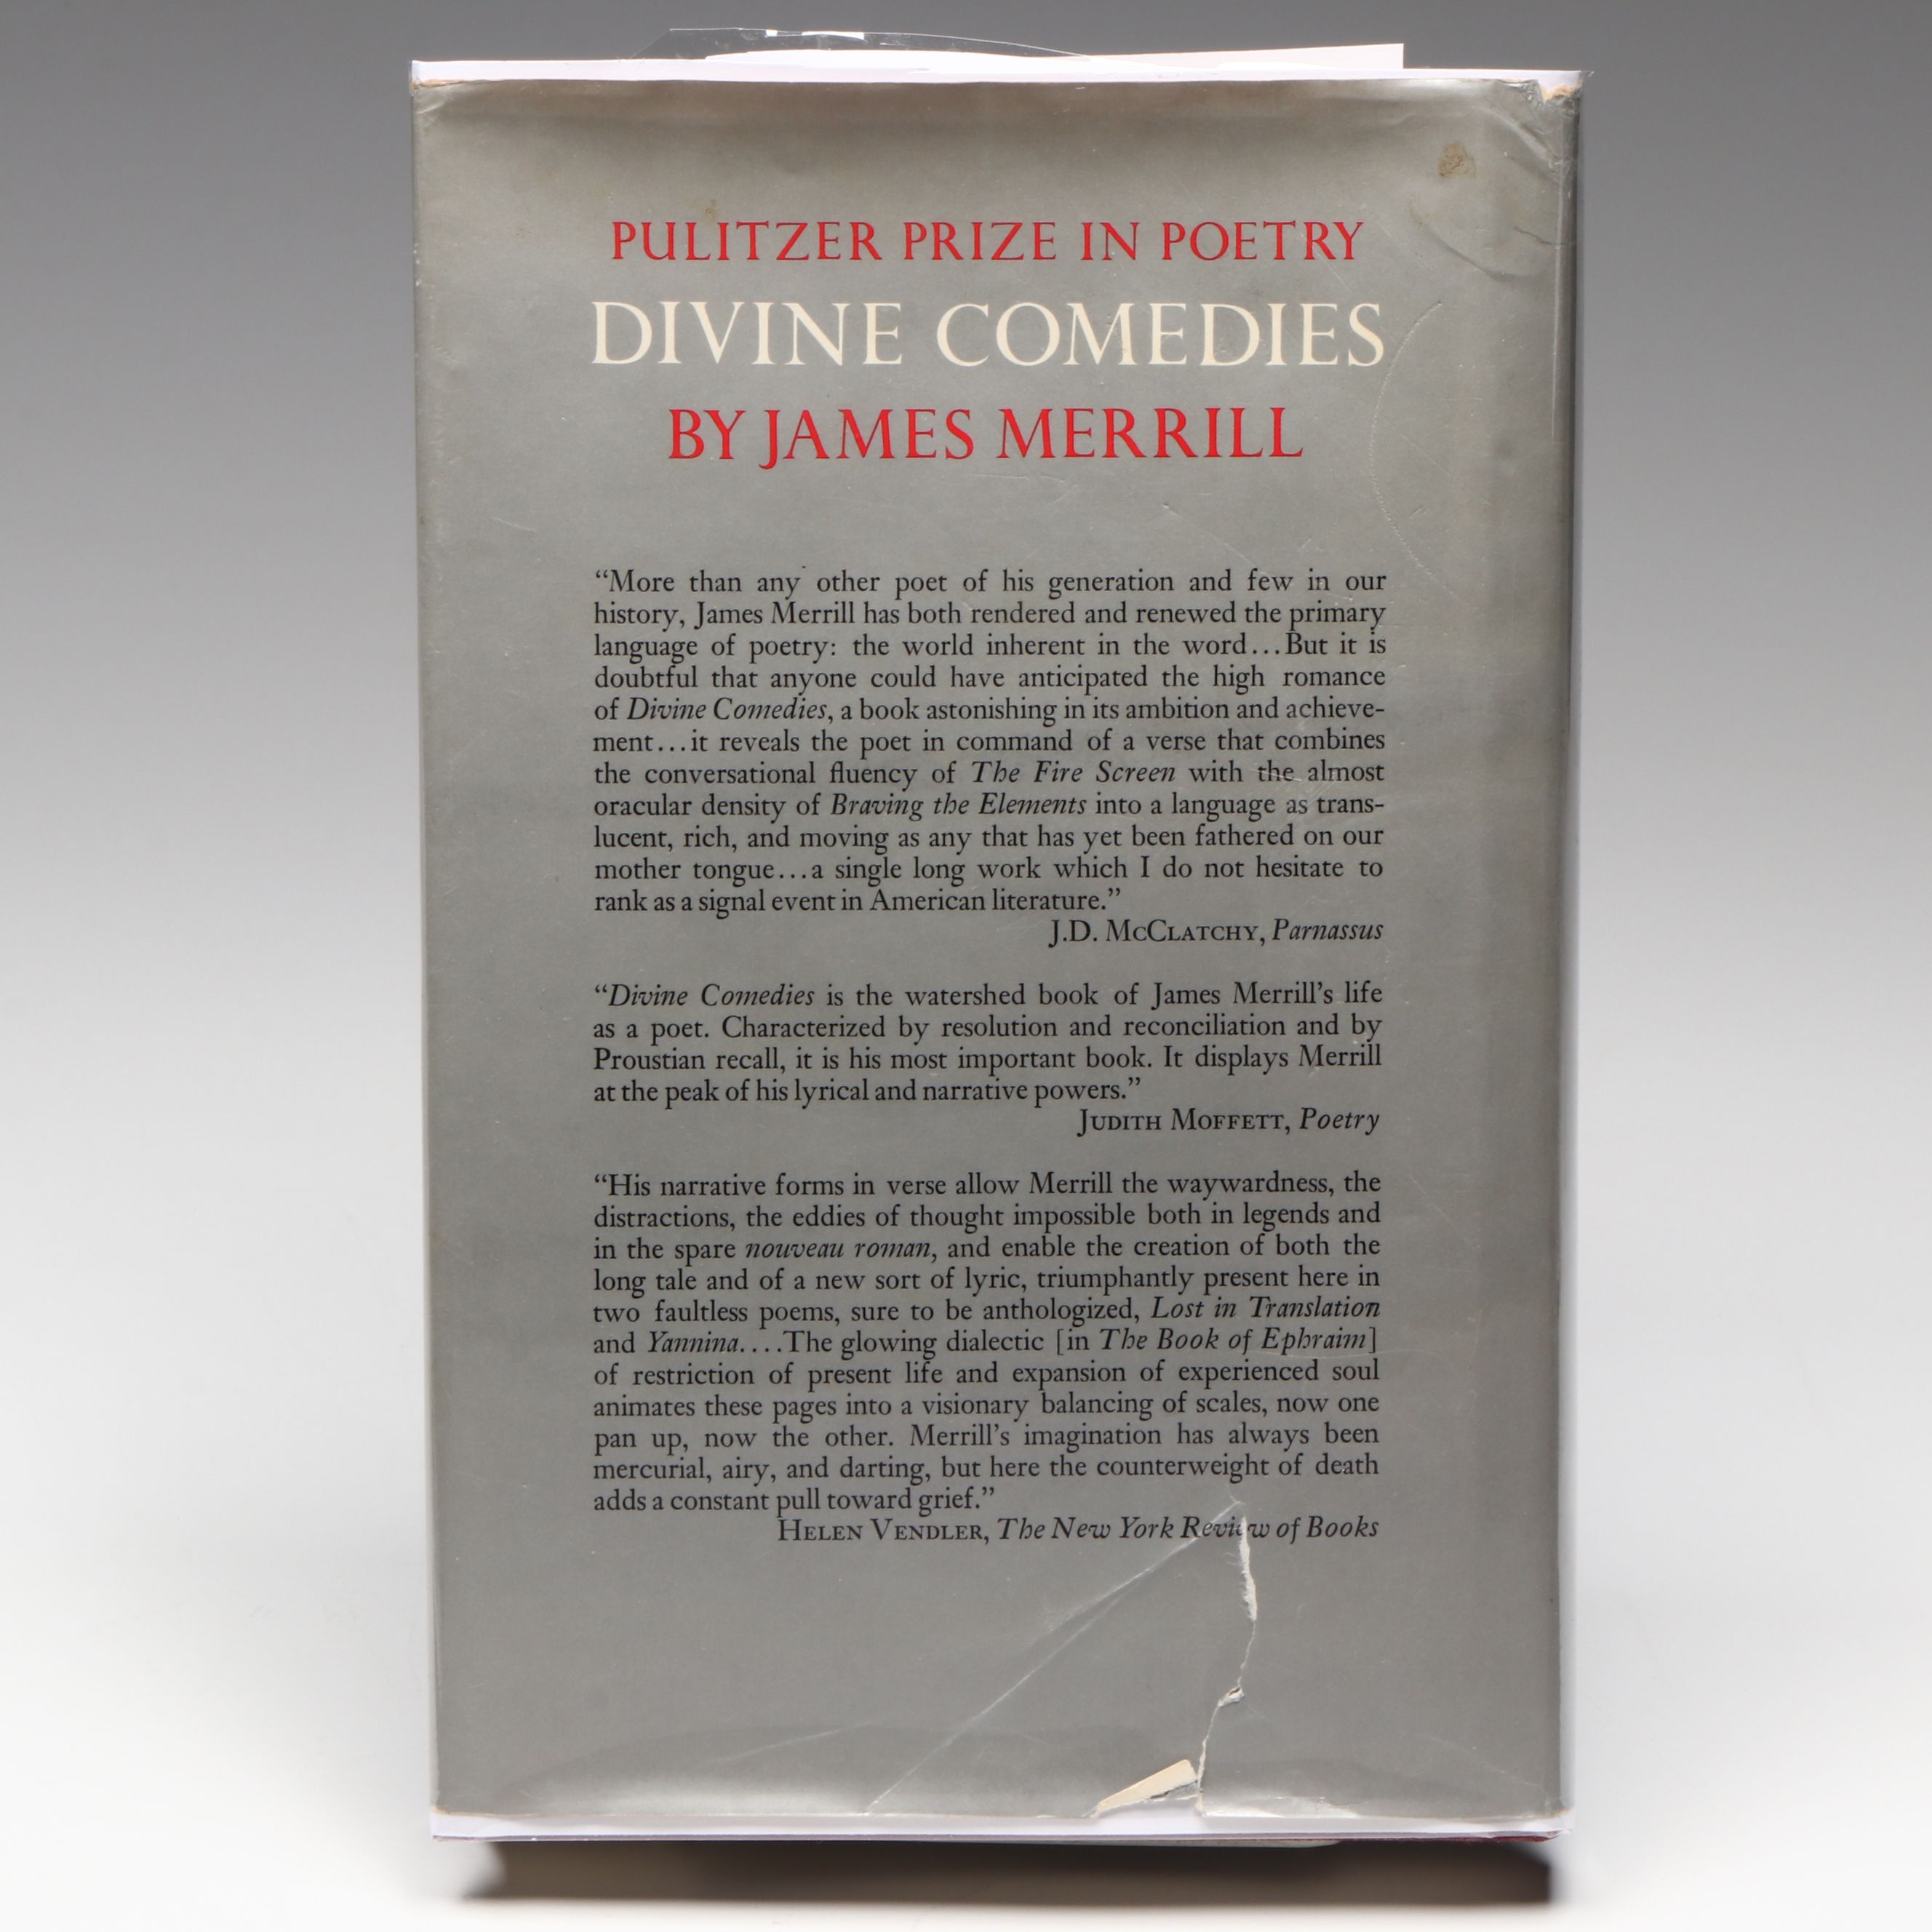 PULITZER PRIZE IN POETRY
DIVINE COMEDIES
BY JAMES MERRILL
“More than any other poet of his generation and few in our
history, James Merrill has both rendered and renewed the primary
language of poetry: the world inherent in the word...But it is
doubtful that anyone could have anticipated the high romance
of Divine Comedies, a book astonishing in its ambition and achieve-
ment...it reveals the poet in command of a verse that combines
the conversational fluency of The Fire Screen with the almost
oracular density of Braving the Elements into a language as trans-
lucent, rich, and moving as any that has yet been fathered on our
mother tongue...a single long work which I do not hesitate to
rank as a signal event in American literature.”
J.D. McClatchy, Parnassus
“Divine Comedies is the watershed book of James Merrill’s life
as a poet. Characterized by resolution and reconciliation and by
Proustian recall, it is his most important book. It displays Merrill
at the peak of his lyrical and narrative powers.”
Judith Moffett, Poetry
“His narrative forms in verse allow Merrill the waywardness, the
distractions, the eddies of thought impossible both in legends and
in the spare nouveau roman, and enable the creation of both the
long tale and of a new sort of lyric, triumphantly present here in
two faultless poems, sure to be anthologized, Lost in Translation
and Yannina....The glowing dialectic [in The Book of Ephraim]
of restriction of present life and expansion of experienced soul
animates these pages into a visionary balancing of scales, now one
pan up, now the other. Merrill’s imagination has always been
mercurial, airy, and darting, but here the counterweight of death
adds a constant pull toward grief.”
Helen Vendler, The New York Review of Books